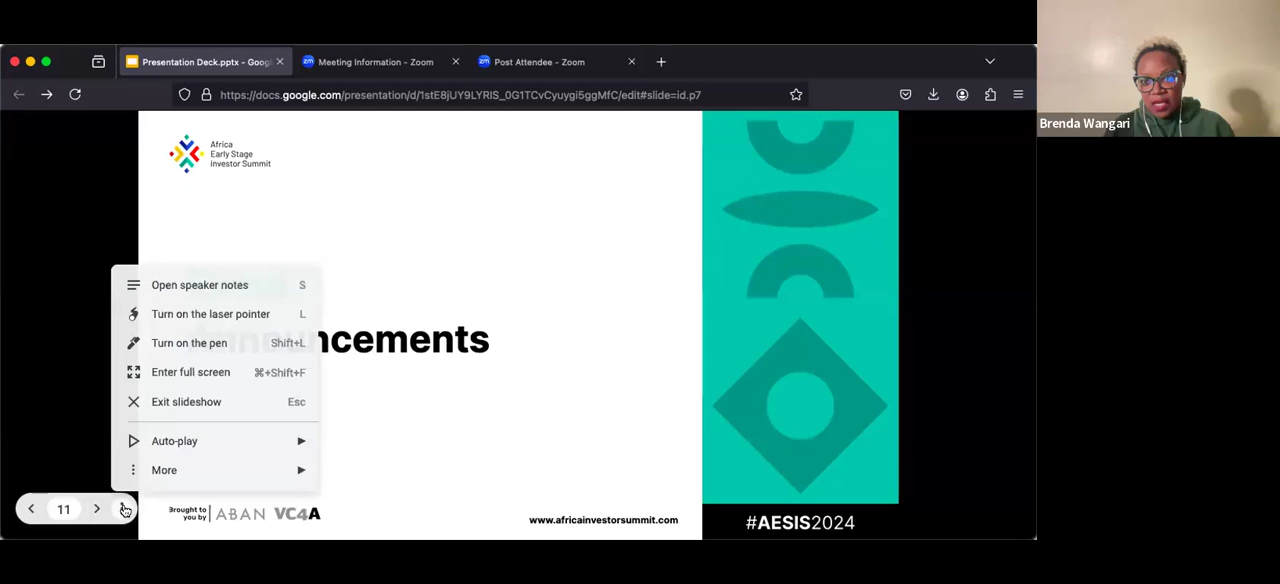 Presentation Deck.pptx - Goog
Meeting Information - Zoom
Post Attendee - Zoom
https://docs.google.com/presentation/d/1stE8jUY9LYRIS_0G1TCvCyuygi5ggMfC/edit#slide=id.p7
Brenda Wangari
Africa
Early Stage
Investor Summit
Open speaker notes S
Turn on the laser pointer L
Turn on the pen Shift+L
Enter full screen ⌘+Shift+F
Exit slideshow Esc
Auto-play
More
nnouncements
11
Brought to
you by
ABAN VC4A
www.africainvestorsummit.com
#AESIS2024